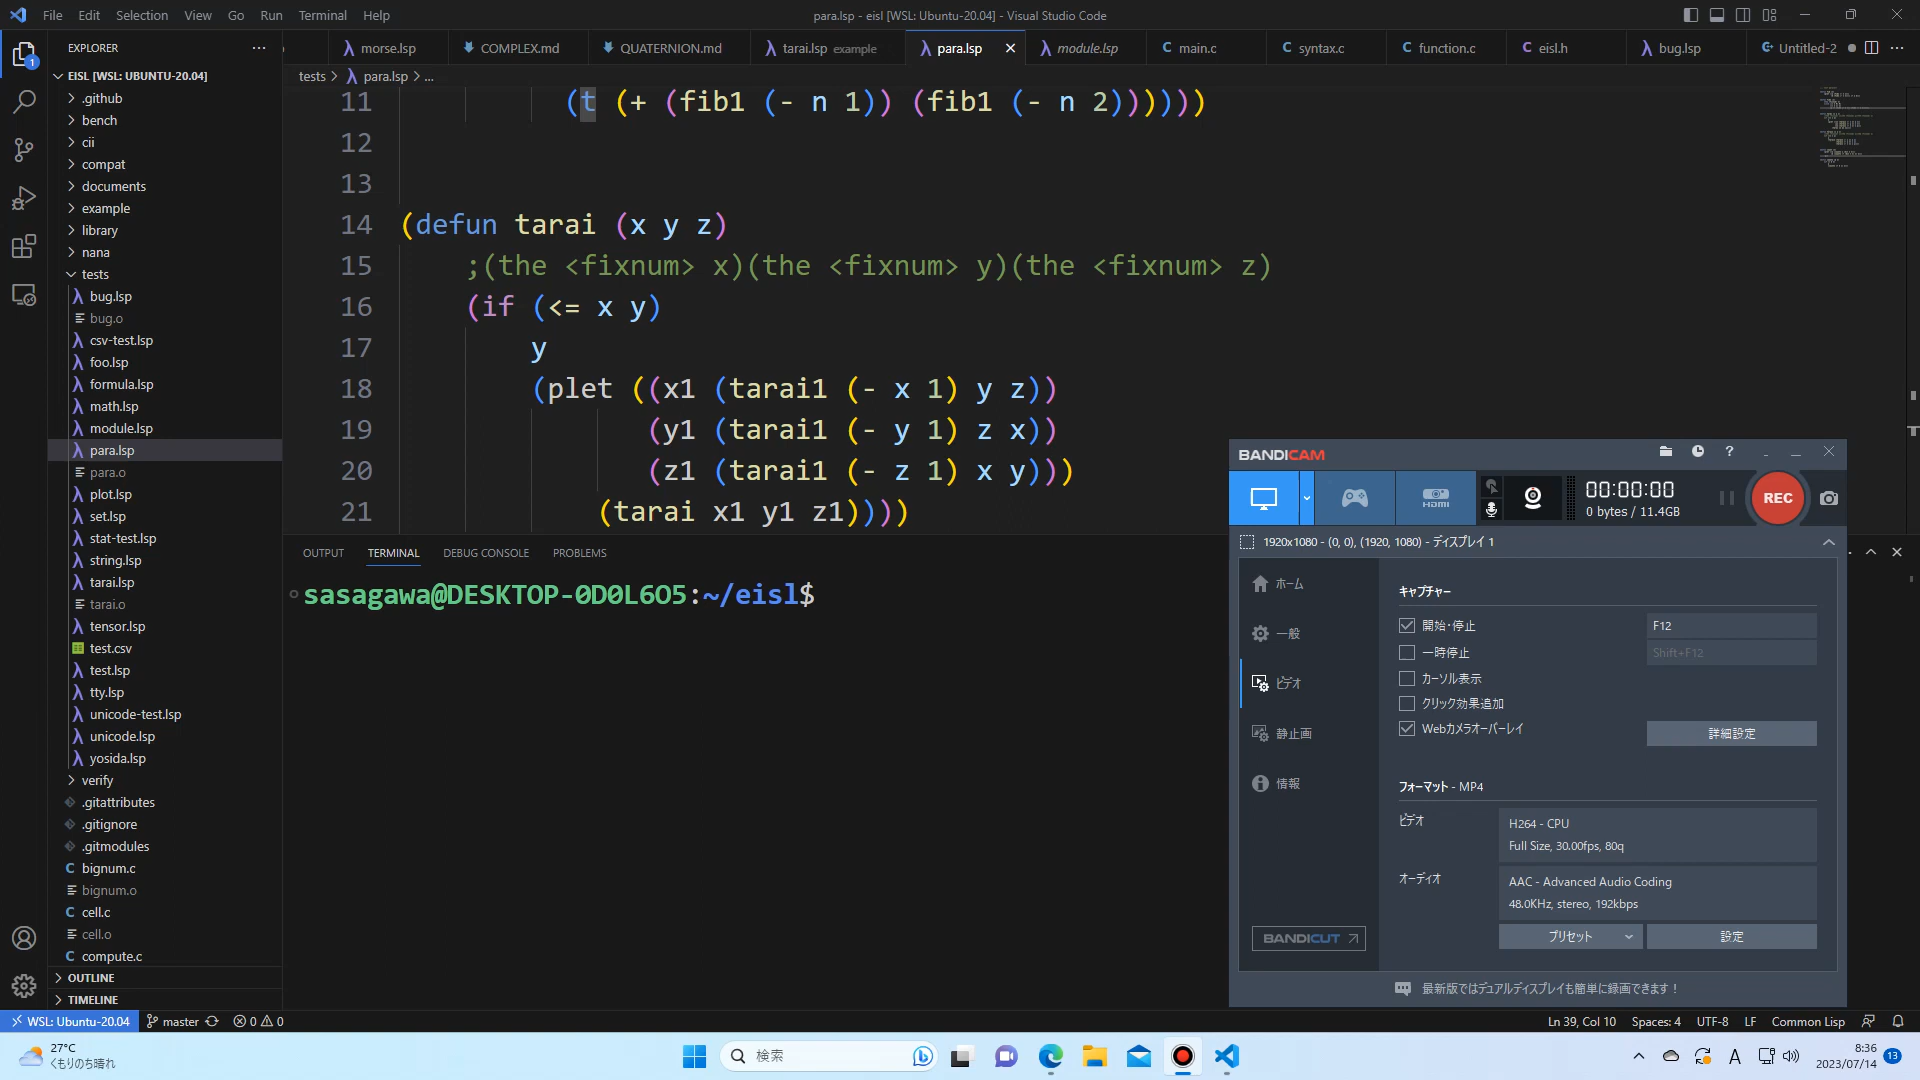 File Edit Selection View Go Run Terminal Help
para.lsp - eisl [WSL: Ubuntu-20.04] - Visual Studio Code
EXPLORER
morse.lsp
COMPLEX.md
QUATERNION.md
tarai.lsp example
para.lsp
module.lsp
main.c
syntax.c
function.c
eisl.h
bug.lsp
Untitled-2
EISL [WSL: UBUNTU-20.04]
.github
bench
cii
compat
documents
example
library
nana
tests
bug.lsp
bug.o
csv-test.lsp
foo.lsp
formula.lsp
math.lsp
module.lsp
para.lsp
para.o
plot.lsp
set.lsp
stat-test.lsp
string.lsp
tarai.lsp
tarai.o
tensor.lsp
test.csv
test.lsp
tty.lsp
unicode-test.lsp
unicode.lsp
yosida.lsp
verify
.gitattributes
.gitignore
.gitmodules
bignum.c
bignum.o
cell.c
cell.o
compute.c
OUTLINE
TIMELINE
tests > para.lsp > ...
11 (t (+ (fib1 (- n 1)) (fib1 (- n 2))))))
12
13
14 (defun tarai (x y z)
15 ;(the <fixnum> x)(the <fixnum> y)(the <fixnum> z)
16 (if (<= x y)
17 y
18 (plet ((x1 (tarai1 (- x 1) y z))
19 (y1 (tarai1 (- y 1) z x))
20 (z1 (tarai1 (- z 1) x y)))
21 (tarai x1 y1 z1))))
OUTPUT TERMINAL DEBUG CONSOLE PROBLEMS
sasagawa@DESKTOP-0D0L6O5:~/eisl$
BANDICAM
HDMI
00:00:00
0 bytes / 11.4GB
REC
1920x1080 - (0, 0), (1920, 1080) - ディスプレイ 1
ホーム
一般
ビデオ
静止画
情報
BANDICUT
キャプチャー
開始・停止 F12
一時停止 Shift+F12
カーソル表示
クリック効果追加
Webカメラオーバーレイ
詳細設定
フォーマット - MP4
ビデオ
H264 - CPU
Full Size, 30.00fps, 80q
オーディオ
AAC - Advanced Audio Coding
48.0KHz, stereo, 192kbps
プリセット
設定
最新版ではデュアルディスプレイも簡単に録画できます！
WSL: Ubuntu-20.04 master 0 0
Ln 39, Col 10 Spaces: 4 UTF-8 LF Common Lisp
27°C
くもりのち晴れ
検索
A
8:36
2023/07/14
13